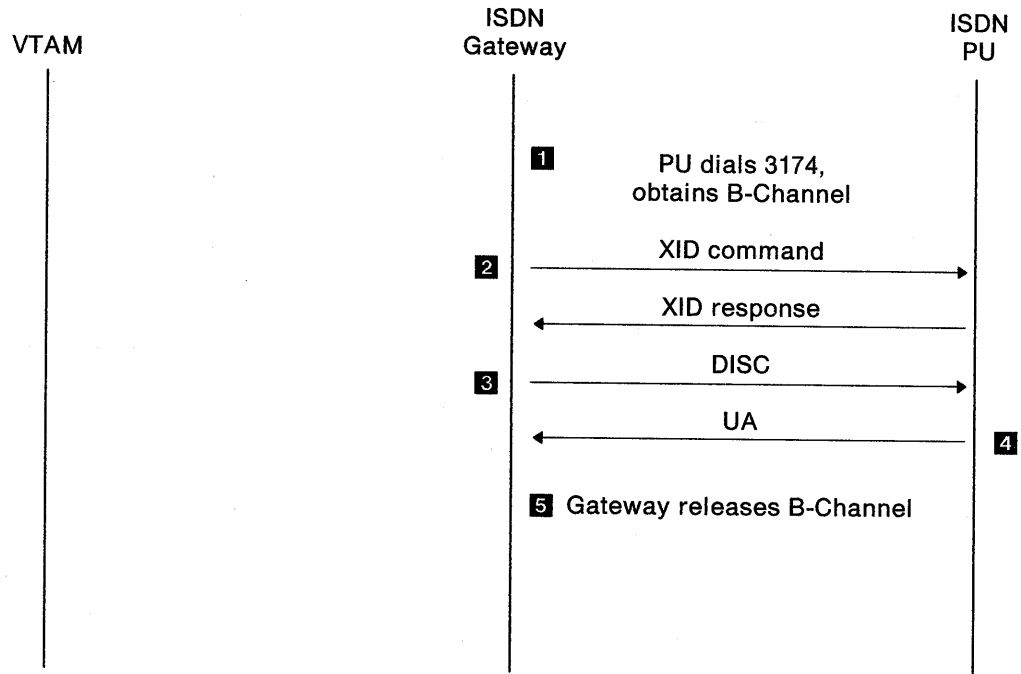 VTAM
ISDN
Gateway
ISDN
PU
1
PU dials 3174,
obtains B-Channel
2
XID command
XID response
3
DISC
UA
4
5 Gateway releases B-Channel